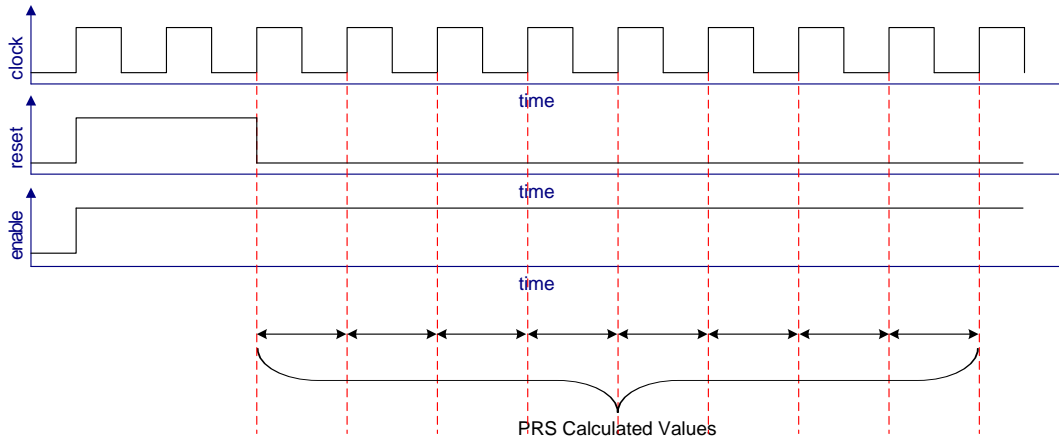 clock
time
reset
time
enable
time
PRS Calculated Values